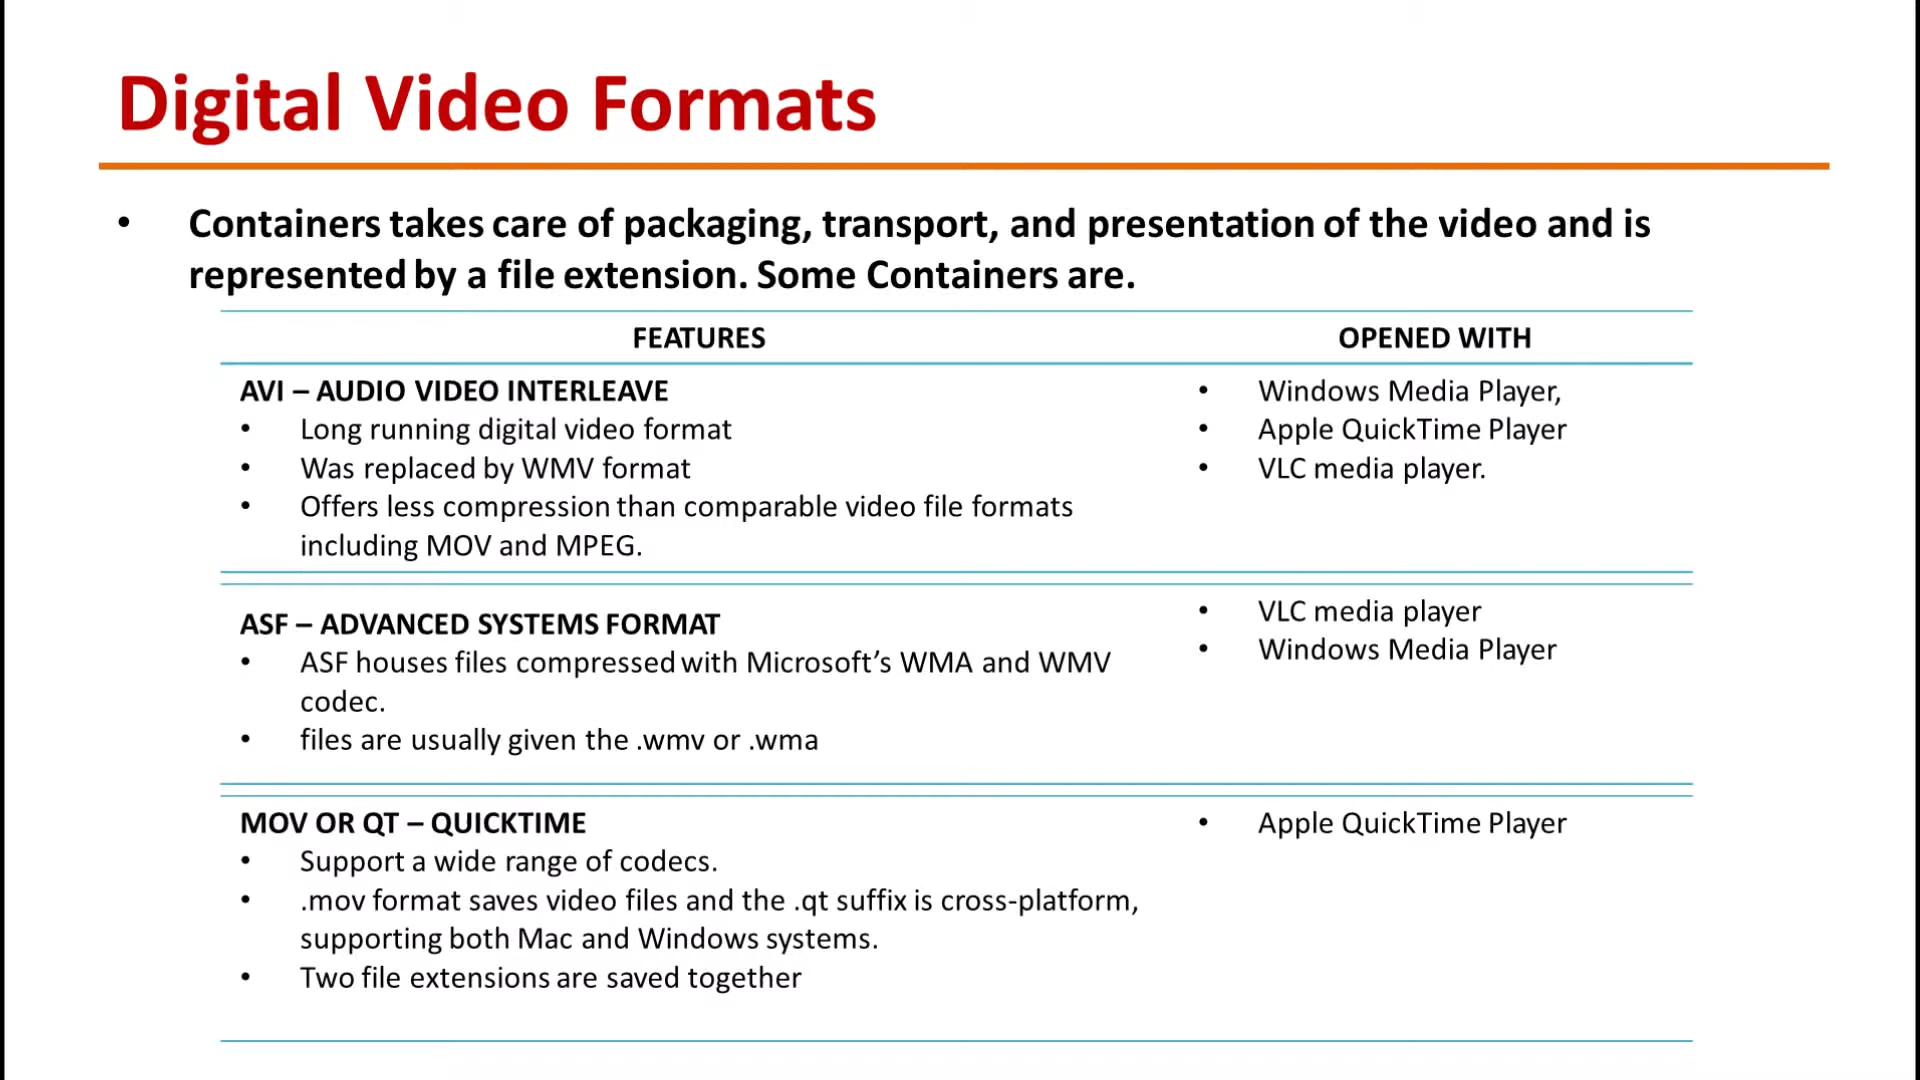 Digital Video Formats
• Containers takes care of packaging, transport, and presentation of the video and is
represented by a file extension. Some Containers are.
FEATURES
OPENED WITH
AVI – AUDIO VIDEO INTERLEAVE
• Long running digital video format
• Was replaced by WMV format
• Offers less compression than comparable video file formats
including MOV and MPEG.
• Windows Media Player,
• Apple QuickTime Player
• VLC media player.
ASF – ADVANCED SYSTEMS FORMAT
• ASF houses files compressed with Microsoft’s WMA and WMV
codec.
• files are usually given the .wmv or .wma
• VLC media player
• Windows Media Player
MOV OR QT – QUICKTIME
• Support a wide range of codecs.
• .mov format saves video files and the .qt suffix is cross-platform,
supporting both Mac and Windows systems.
• Two file extensions are saved together
• Apple QuickTime Player